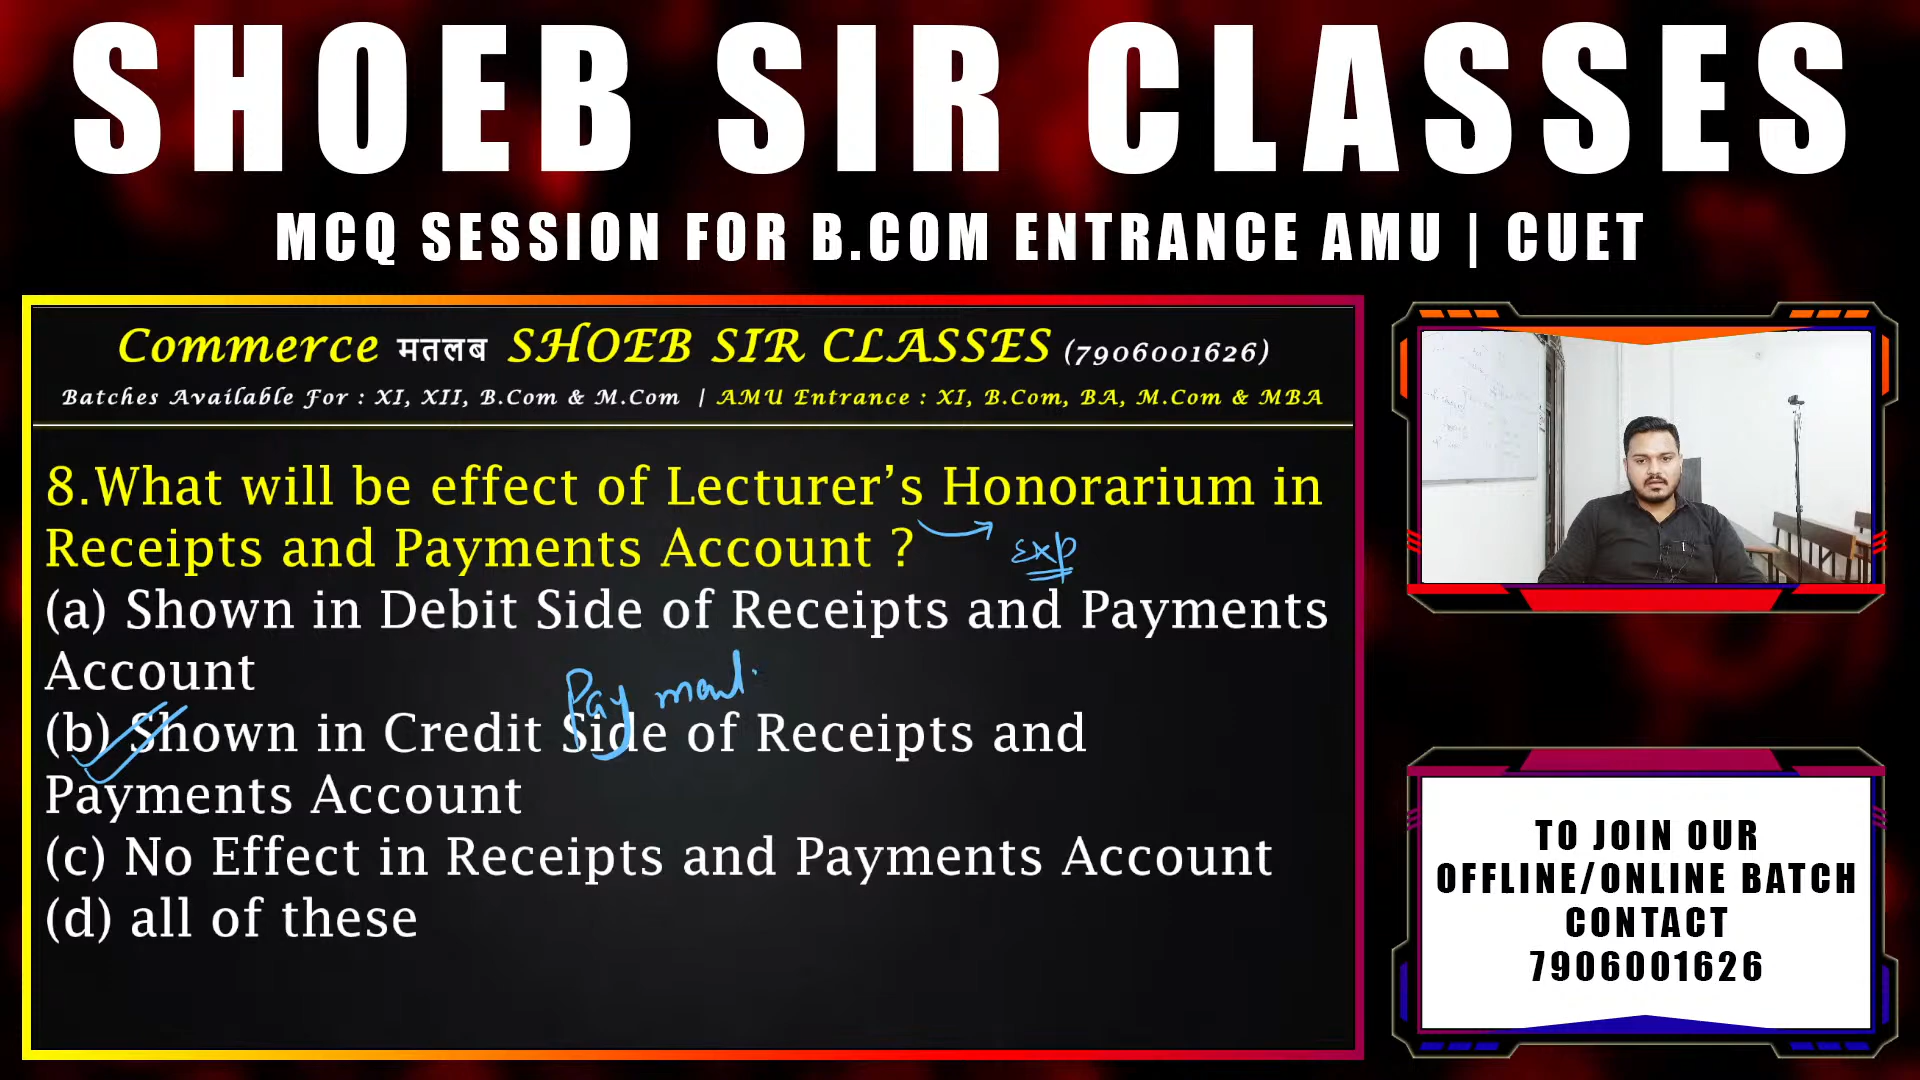 SHOEB SIR CLASSES
MCQ SESSION FOR B.COM ENTRANCE AMU | CUET
Commerce मतलब SHOEB SIR CLASSES (7906001626)
Batches Available For : XI, XII, B.Com & M.Com | AMU Entrance : XI, B.Com, BA, M.Com & MBA
8.What will be effect of Lecturer’s Honorarium in
Receipts and Payments Account ?
exp
(a) Shown in Debit Side of Receipts and Payments
Account
Pay
(b) Shown in Credit Side of Receipts and
Payments Account
(c) No Effect in Receipts and Payments Account
(d) all of these
TO JOIN OUR
OFFLINE/ONLINE BATCH
CONTACT
7906001626